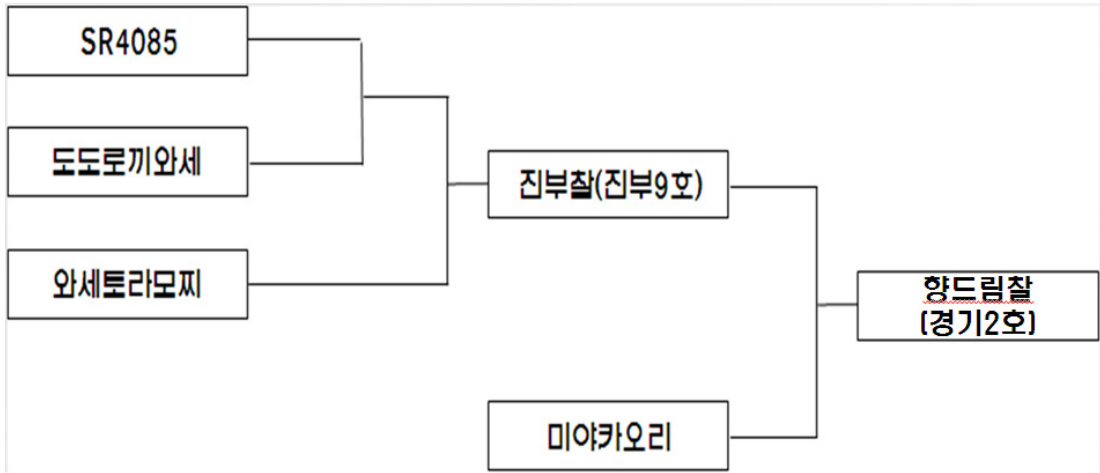 SR4085
도도로끼와세
와세토라모찌
진부찰(진부9호)
미야카오리
향드림찰
(경기2호)